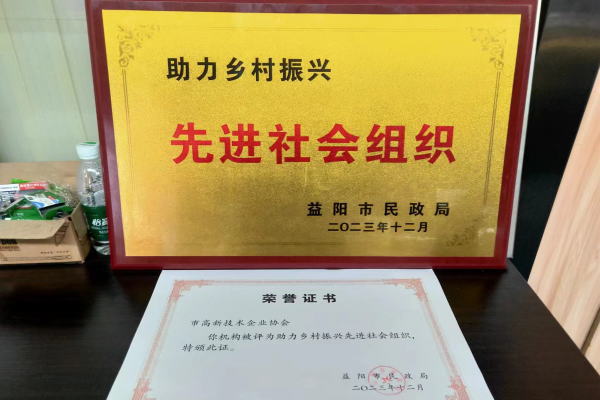 助力乡村振兴
先进社会组织
益阳市民政局
二〇二三年十二月
荣誉证书
市高新技术企业协会
你机构被评为助力乡村振兴先进社会组织，
特颁此证。
益阳市民政局
二〇二三年十二月